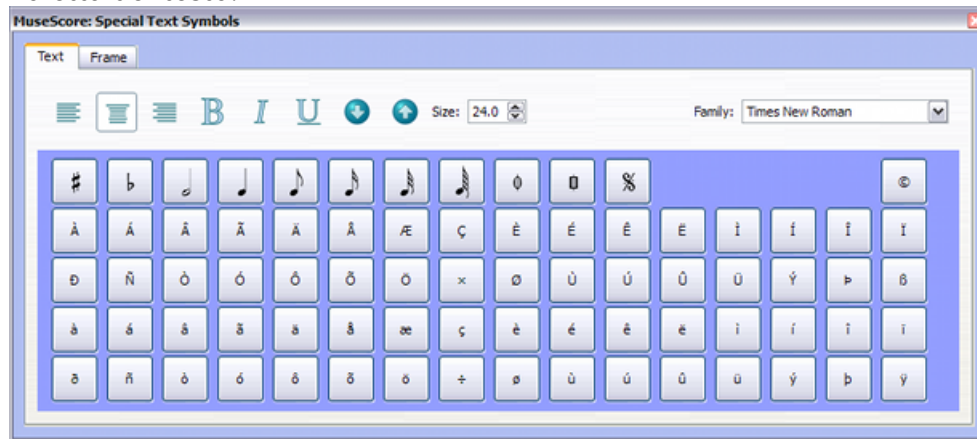 MuseScore: Special Text Symbols
Text Frame
B I U Size: 24.0 Family: Times New Roman
♯ ♭ 𝅗𝅥 ♩ ♪ 𝅘𝅥𝅯 𝅘𝅥𝅰 𝅘𝅥𝅱 𝄋 ©
À Á Â Ã Ä Å Æ Ç È É Ê Ë Ì Í Î Ï
Ð Ñ Ò Ó Ô Õ Ö × Ø Ù Ú Û Ü Ý Þ ß
à á â ã ä å æ ç è é ê ë ì í î ï
ð ñ ò ó ô õ ö ÷ ø ù ú û ü ý þ ÿ